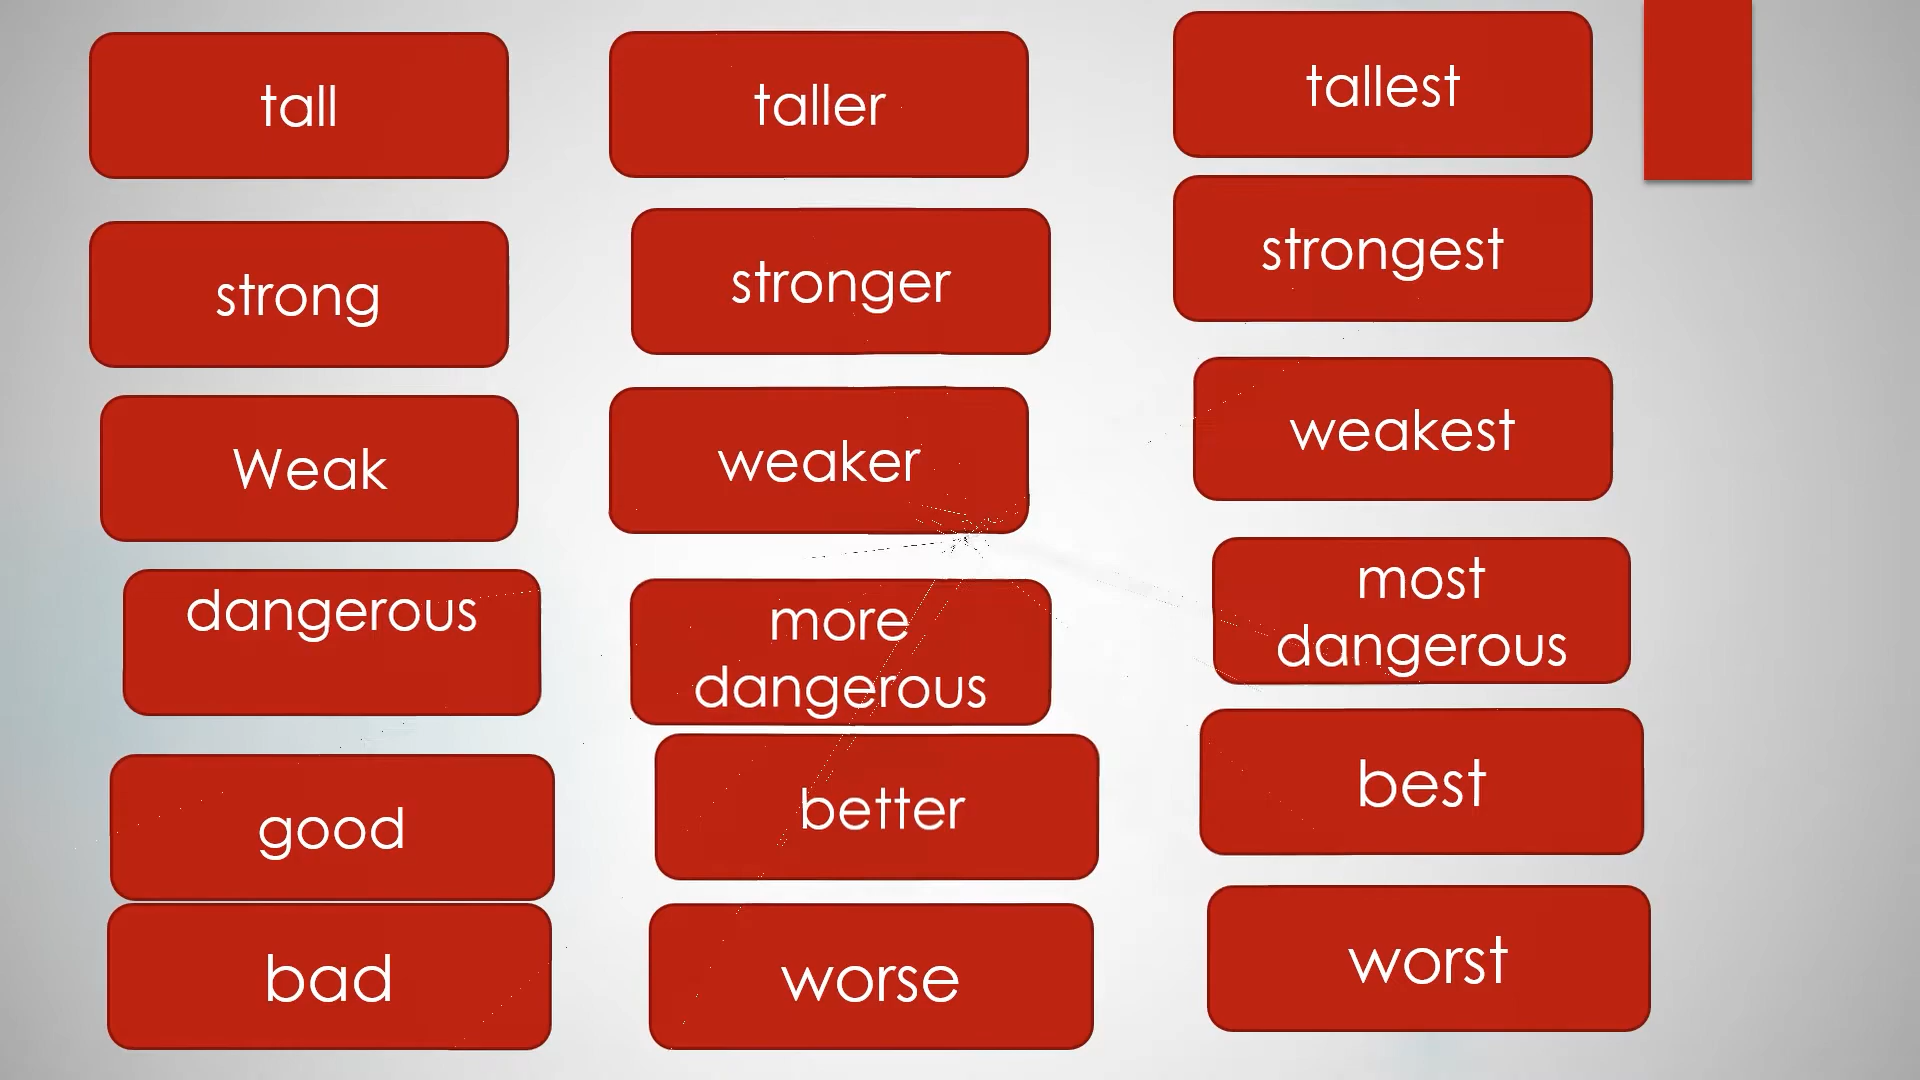 tall
taller
tallest
strong
stronger
strongest
Weak
weaker
weakest
dangerous
more
dangerous
most
dangerous
good
better
best
bad
worse
worst